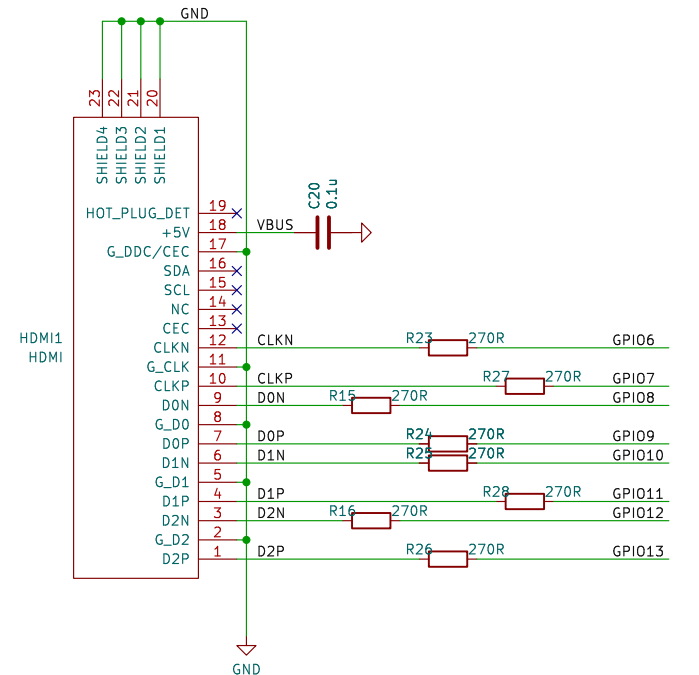 GND
23 22 21 20
SHIELD4 SHIELD3 SHIELD2 SHIELD1
C20 0.1u
HOT_PLUG_DET 19
+5V 18 VBUS
G_DDC/CEC 17
SDA 16
SCL 15
NC 14
CEC 13
HDMI1
HDMI
CLKN 12 CLKN R23 270R GPIO6
G_CLK 11
CLKP 10 CLKP R27 270R GPIO7
D0N 9 D0N R15 270R GPIO8
G_D0 8
D0P 7 D0P R24 270R GPIO9
D1N 6 D1N R25 270R GPIO10
G_D1 5
D1P 4 D1P R28 270R GPIO11
D2N 3 D2N R16 270R GPIO12
G_D2 2
D2P 1 D2P R26 270R GPIO13
GND